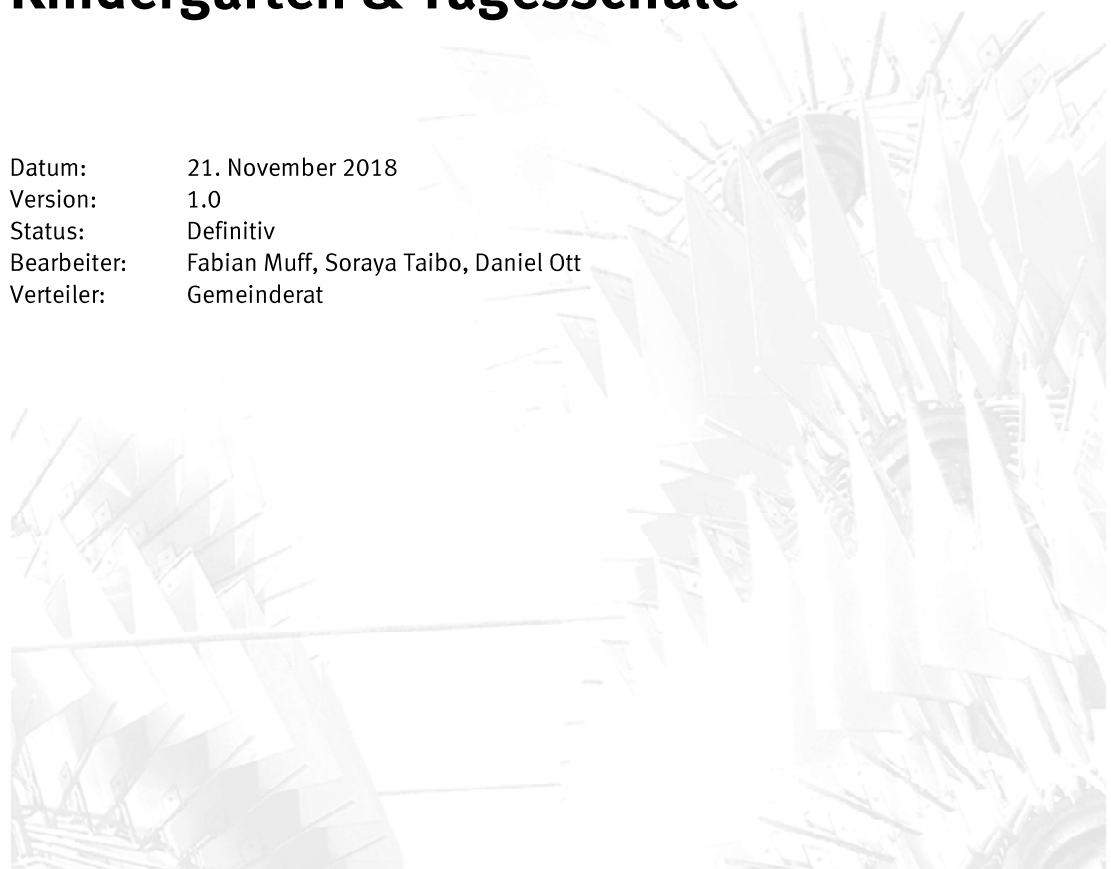 Kindergarten & Tagesschule
Datum: 21. November 2018
Version: 1.0
Status: Definitiv
Bearbeiter: Fabian Muff, Soraya Taibo, Daniel Ott
Verteiler: Gemeinderat